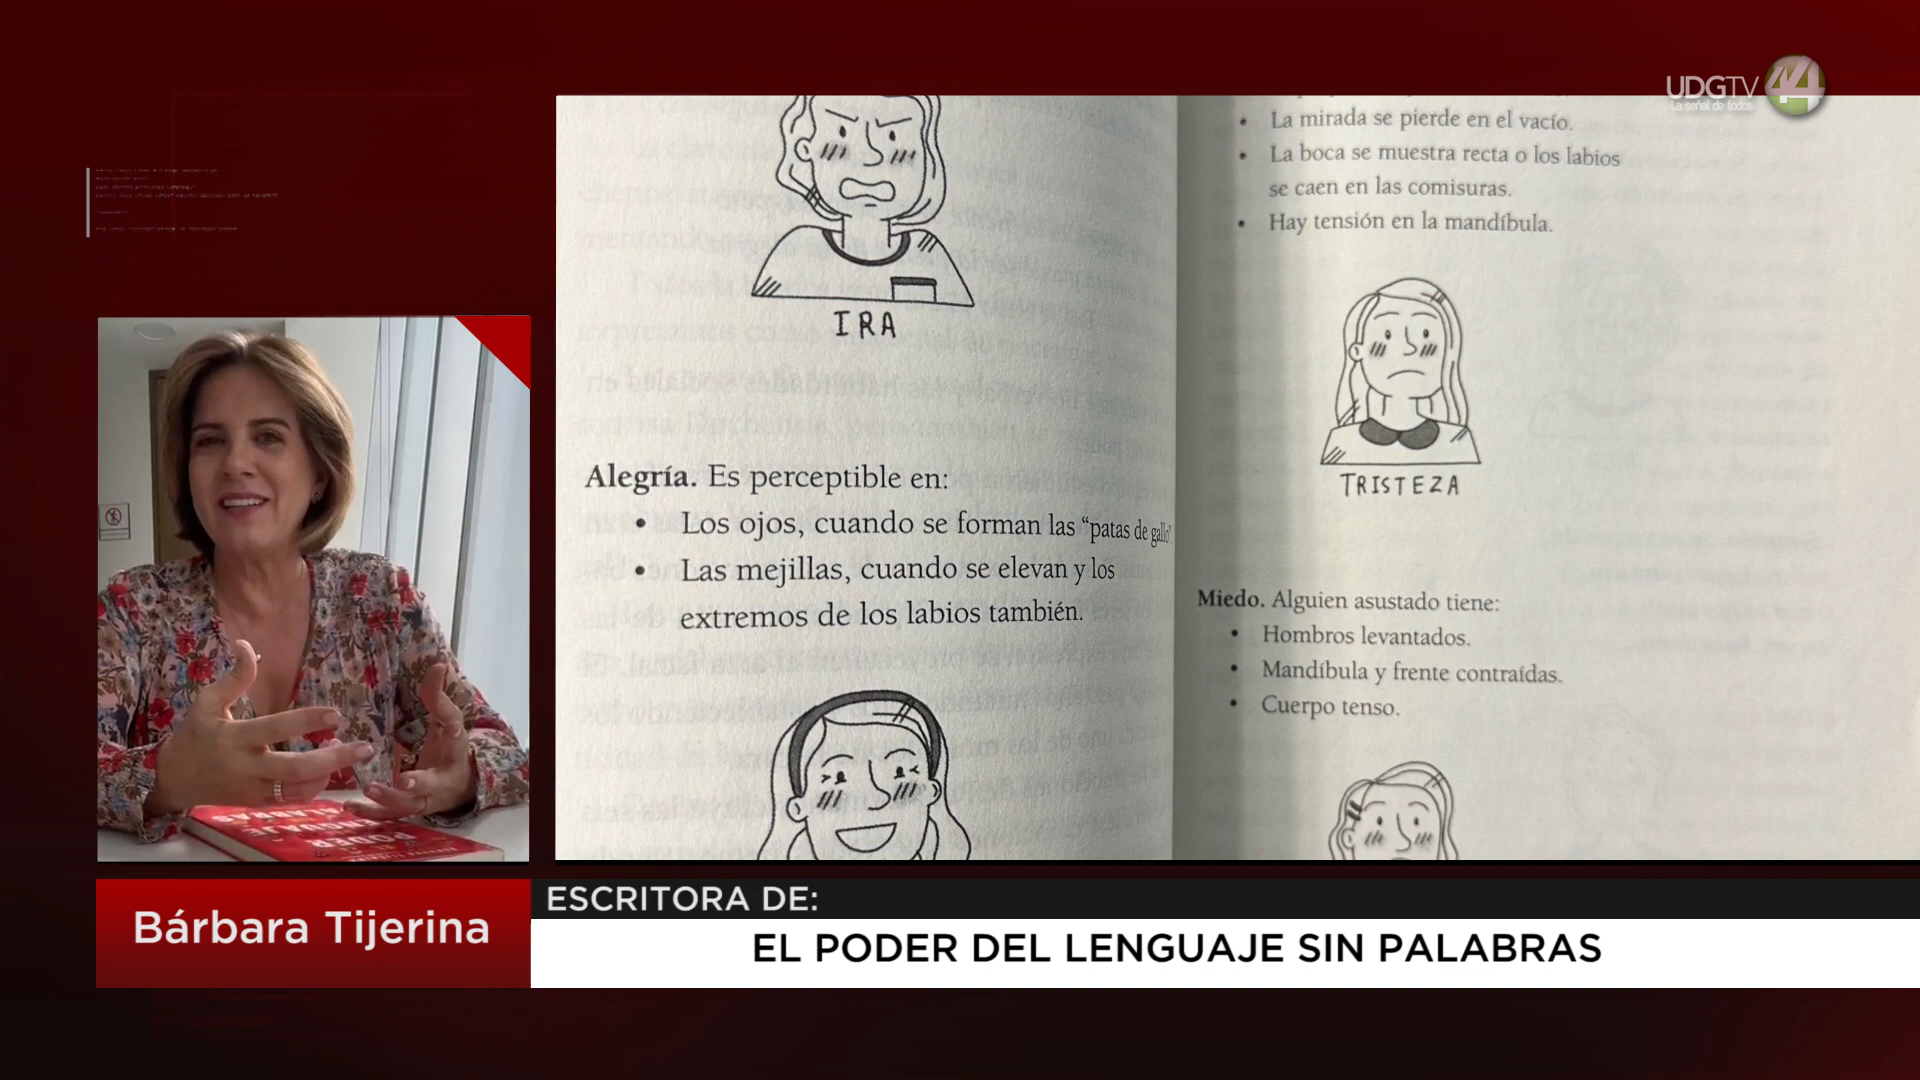 UDGTV 44
La señal de todos
IRA
Alegría. Es perceptible en:
• Los ojos, cuando se forman las “patas de gallo”
• Las mejillas, cuando se elevan y los
extremos de los labios también.
• La mirada se pierde en el vacío.
• La boca se muestra recta o los labios
se caen en las comisuras.
• Hay tensión en la mandíbula.
TRISTEZA
Miedo. Alguien asustado tiene:
• Hombros levantados.
• Mandíbula y frente contraídas.
• Cuerpo tenso.
Bárbara Tijerina
ESCRITORA DE:
EL PODER DEL LENGUAJE SIN PALABRAS